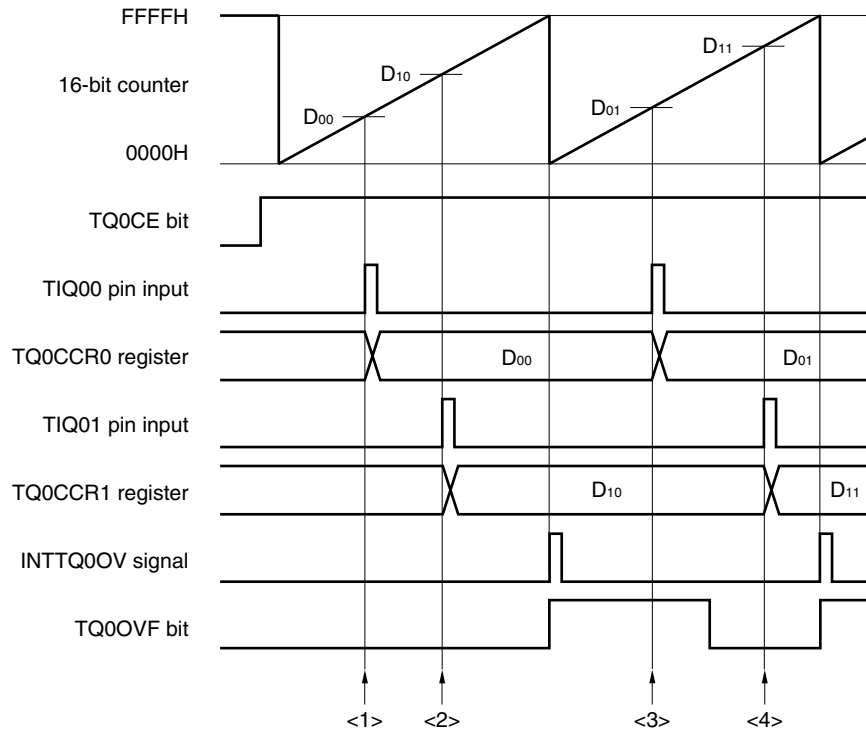 FFFFH
D11
D10
16-bit counter
D00
D01
0000H
TQ0CE bit
TIQ00 pin input
TQ0CCR0 register
D00
D01
TIQ01 pin input
TQ0CCR1 register
D10
D11
INTTQ0OV signal
TQ0OVF bit
<1> <2> <3> <4>